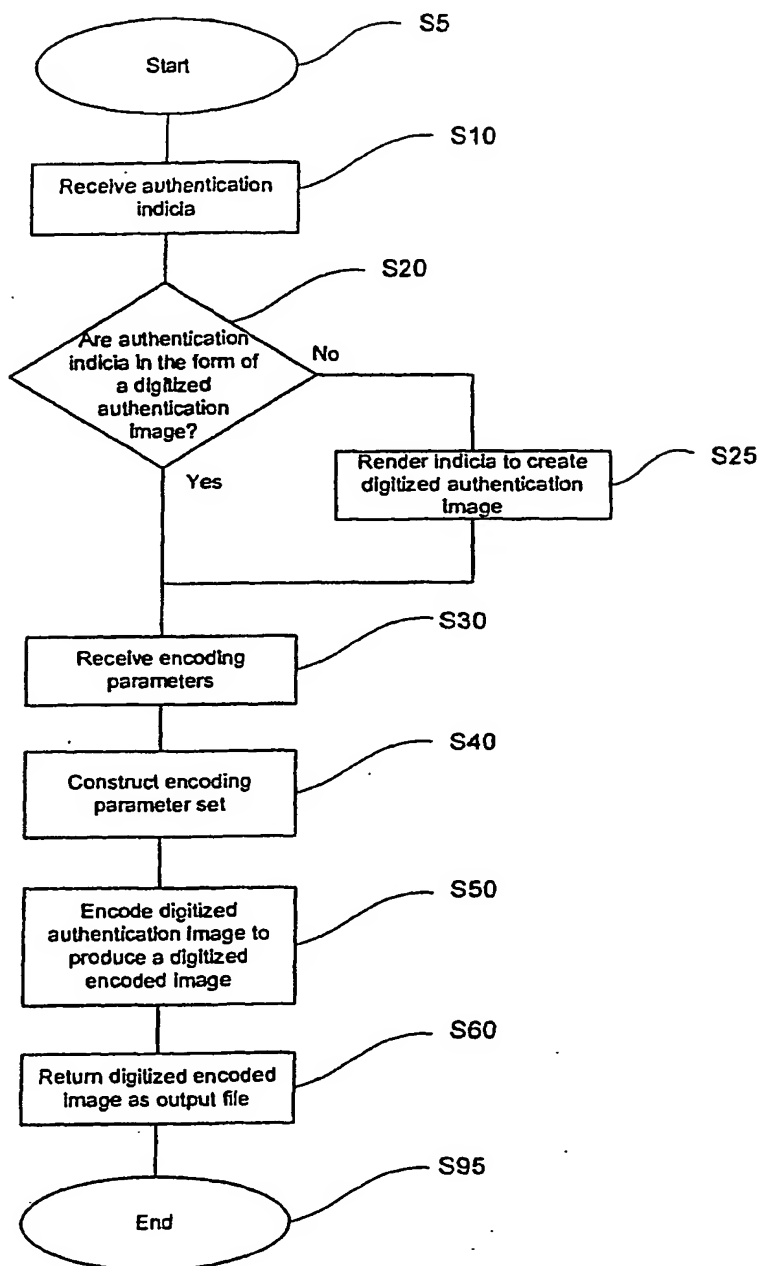 S5
Start
S10
Receive authentication
indicia
S20
Are authentication
indicia in the form of
a digitized
authentication
image?
No
Yes
S25
Render indicia to create
digitized authentication
image
S30
Receive encoding
parameters
S40
Construct encoding
parameter set
S50
Encode digitized
authentication image to
produce a digitized
encoded image
S60
Return digitized encoded
image as output file
S95
End